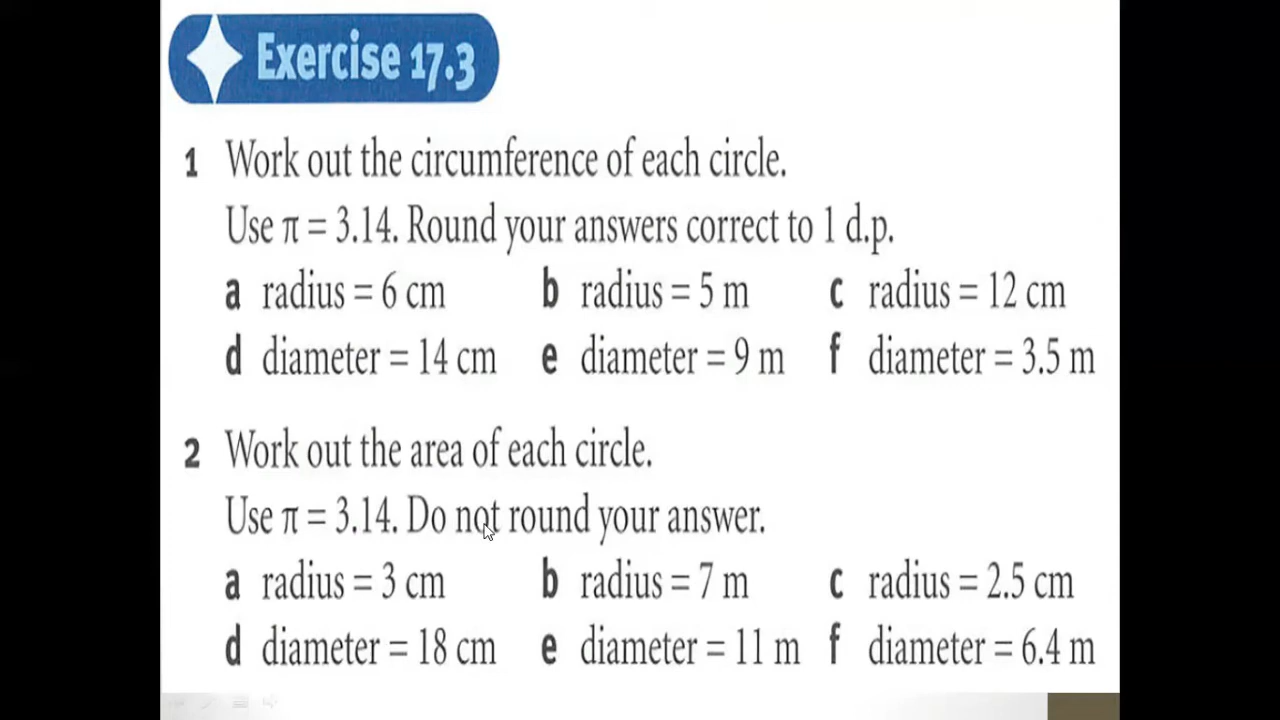 Exercise 17.3
1 Work out the circumference of each circle.
Use π = 3.14. Round your answers correct to 1 d.p.
a radius = 6 cm b radius = 5 m c radius = 12 cm
d diameter = 14 cm e diameter = 9 m f diameter = 3.5 m
2 Work out the area of each circle.
Use π = 3.14. Do not round your answer.
a radius = 3 cm b radius = 7 m c radius = 2.5 cm
d diameter = 18 cm e diameter = 11 m f diameter = 6.4 m